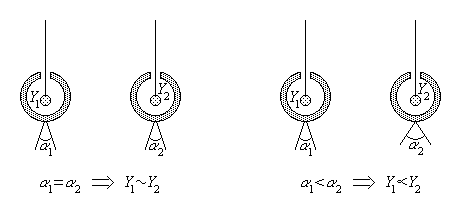 Y₁ Y₂ Y₁ Y₂
α₁ α₂ α₁ α₂
α₁=α₂ ⟹ Y₁~Y₂ α₁<α₂ ⟹ Y₁∝Y₂